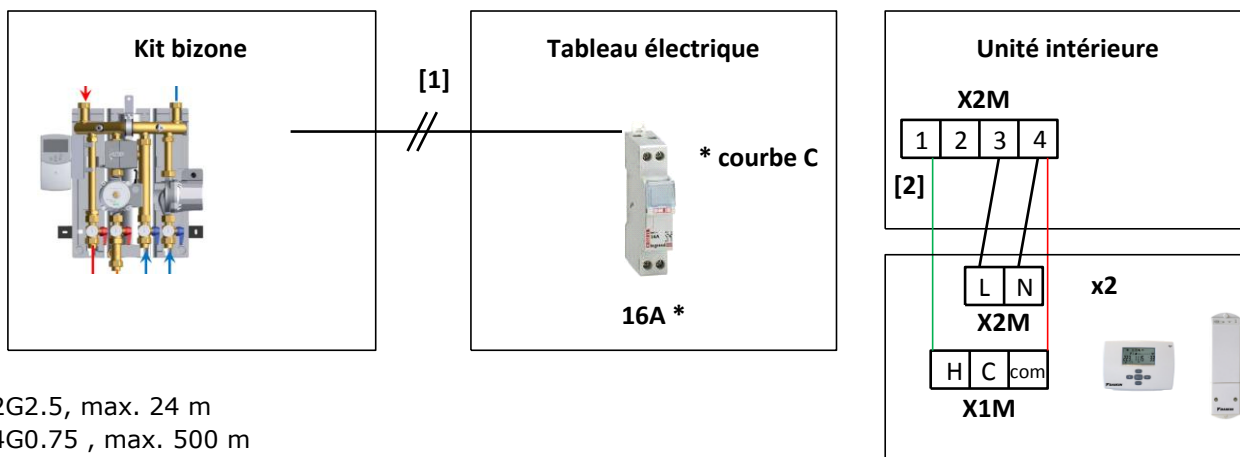 Kit bizone
[1]
Tableau électrique
* courbe C
16A *
Unité intérieure
X2M
1 2 3 4
[2]
L N
X2M
x2
H C com
X1M
2G2.5, max. 24 m
4G0.75 , max. 500 m